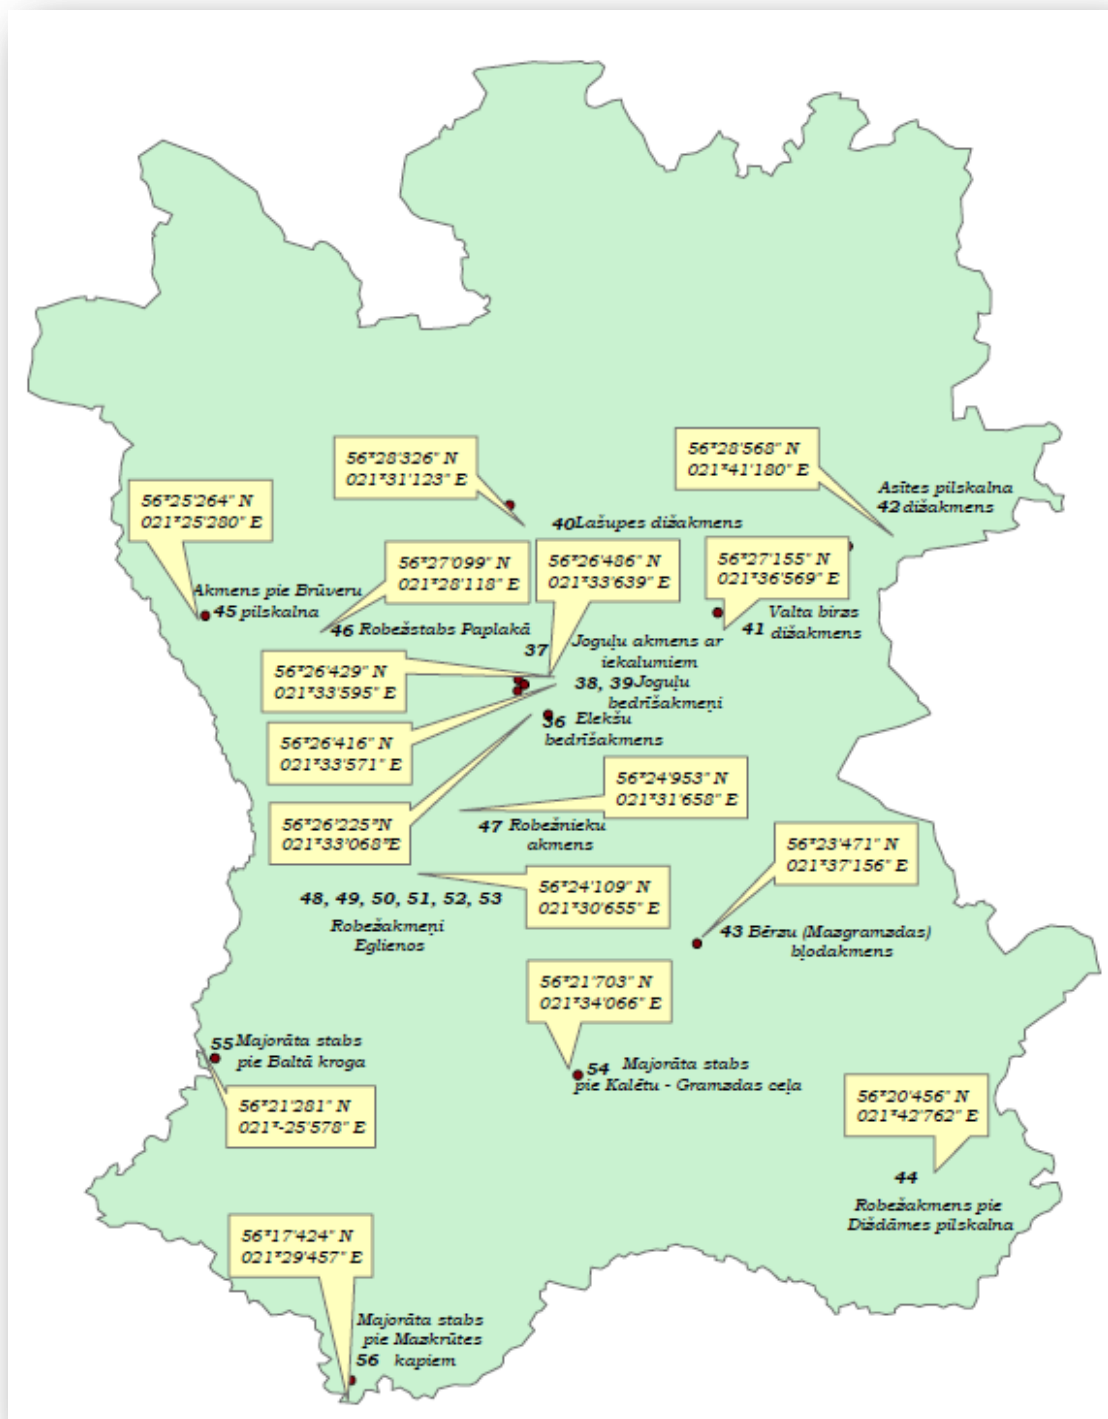 56°28'326" N
021°31'123" E
56°28'568" N
021°41'180" E
Asītes pilskalna
42 dižakmens
56°25'264" N
021°25'280" E
40 Lašupes dižakmens
56°27'099" N
021°28'118" E
56°26'486" N
021°33'639" E
56°27'155" N
021°36'569" E
Akmens pie Brūveru
45 pilskalna
46 Robežstabs Paplakā
41 Valta birzs
dižakmens
37 Joguļu akmens ar
iekalumiem
56°26'429" N
021°33'595" E
38, 39 Joguļu
bedrīšakmeņi
36 Elekšu
bedrīšakmens
56°26'416" N
021°33'571" E
56°24'953" N
021°31'658" E
56°26'225"N
021°33'068"E
47 Robežnieku
akmens
56°23'471" N
021°37'156" E
56°24'109" N
021°30'655" E
48, 49, 50, 51, 52, 53
Robežakmeņi
Eglienos
43 Bērzu (Mazgramzdas)
bļodakmens
56°21'703" N
021°34'066" E
55 Majorāta stabs
pie Baltā kroga
54 Majorāta stabs
pie Kalētu - Gramzdas ceļa
56°21'281" N
021°-25'578" E
56°20'456" N
021°42'762" E
44
Robežakmens pie
Diždāmes pilskalna
56°17'424" N
021°29'457" E
Majorāta stabs
pie Mazkrūtes
56 kapiem